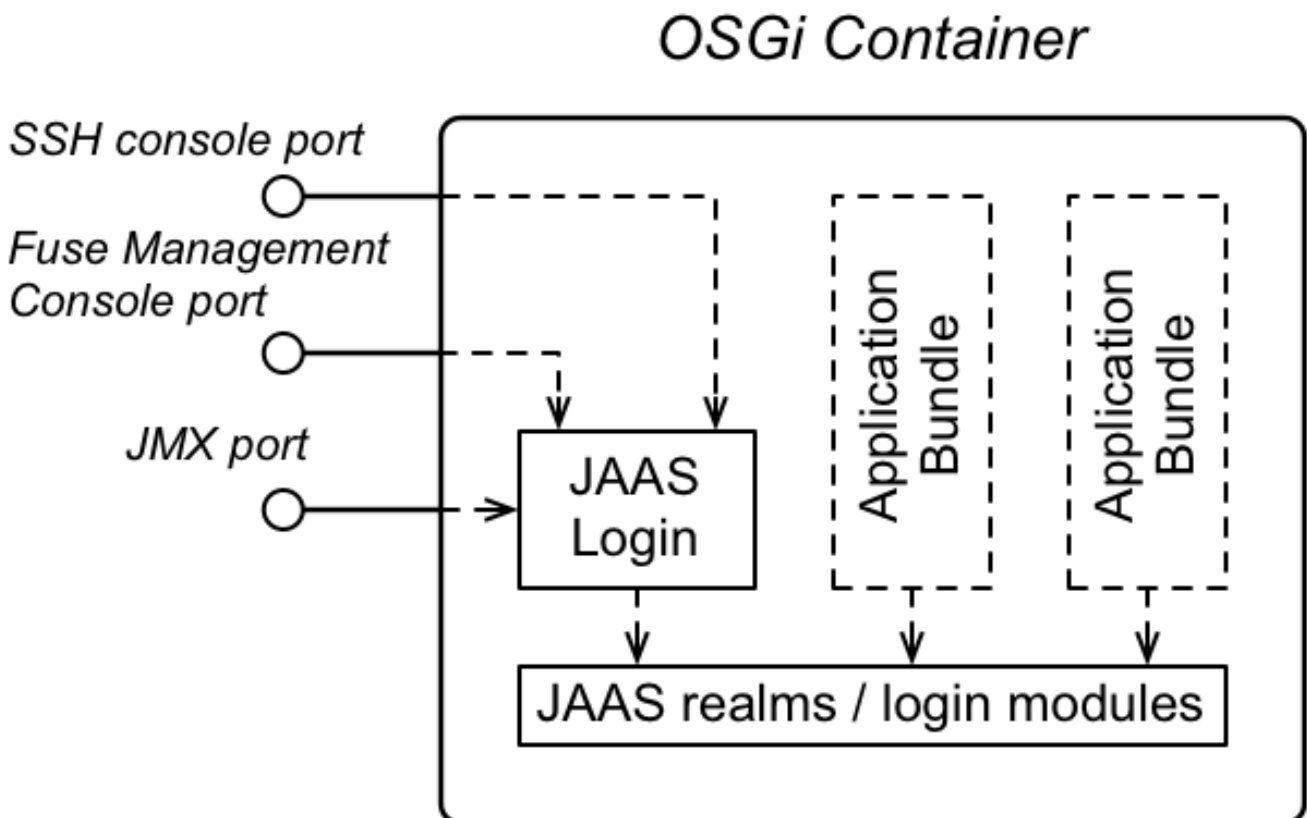 OSGi Container
SSH console port
Fuse Management
Console port
JMX port
JAAS
Login
Application
Bundle
Application
Bundle
JAAS realms / login modules